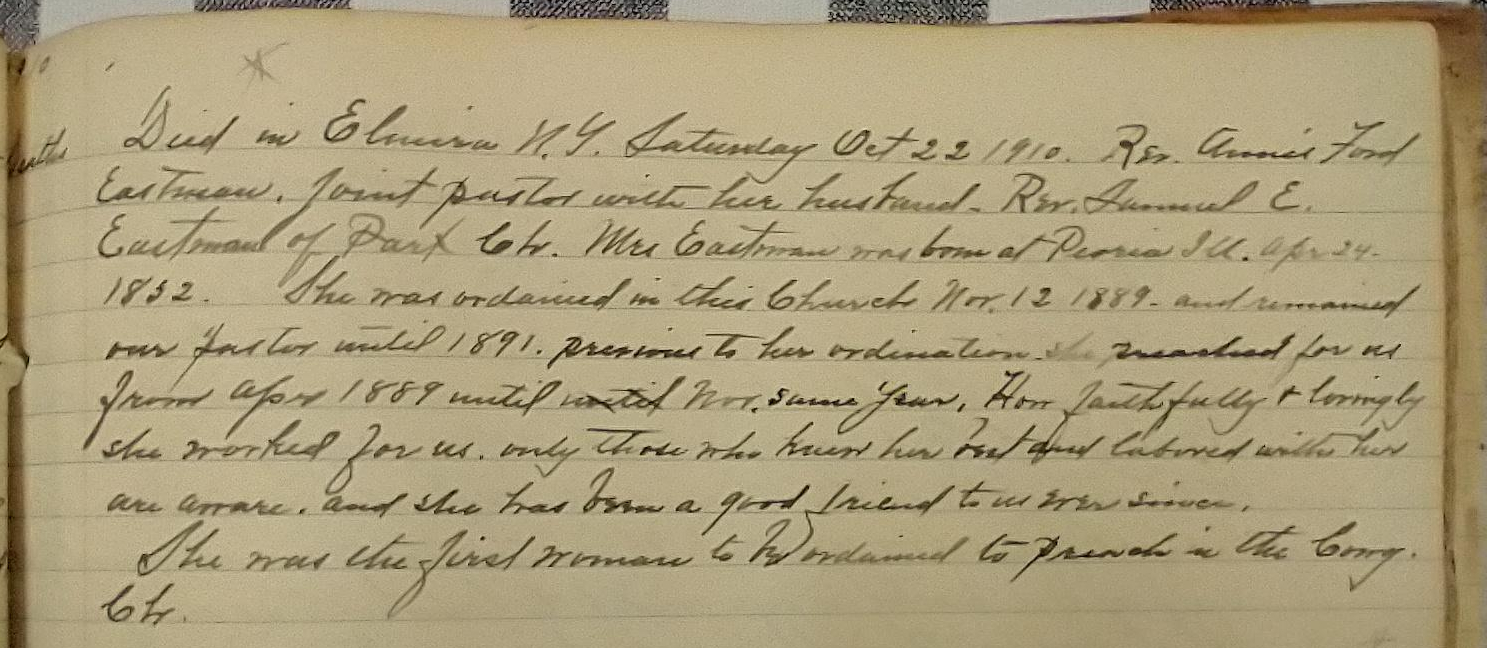 Died in Elmira N.Y. Saturday Oct 22 1910. Rev. Annis Ford
Eastman. Joint pastor with her husband. Rev. Samuel E.
Eastman of Park Ch. Mrs Eastman was born at Peoria Ill. Apr 24.
1852. She was ordained in this Church Nov. 12 1889. and remained
our pastor until 1891. previous to her ordination. she preached for us
from Apr 1889 until until Nov. same year. How faithfully & lovingly
she worked for us. only those who knew her best and labored with her
are aware. and she has been a good friend to us ever since.
She was the first woman to be ordained to preach in the Cong.
Ch.